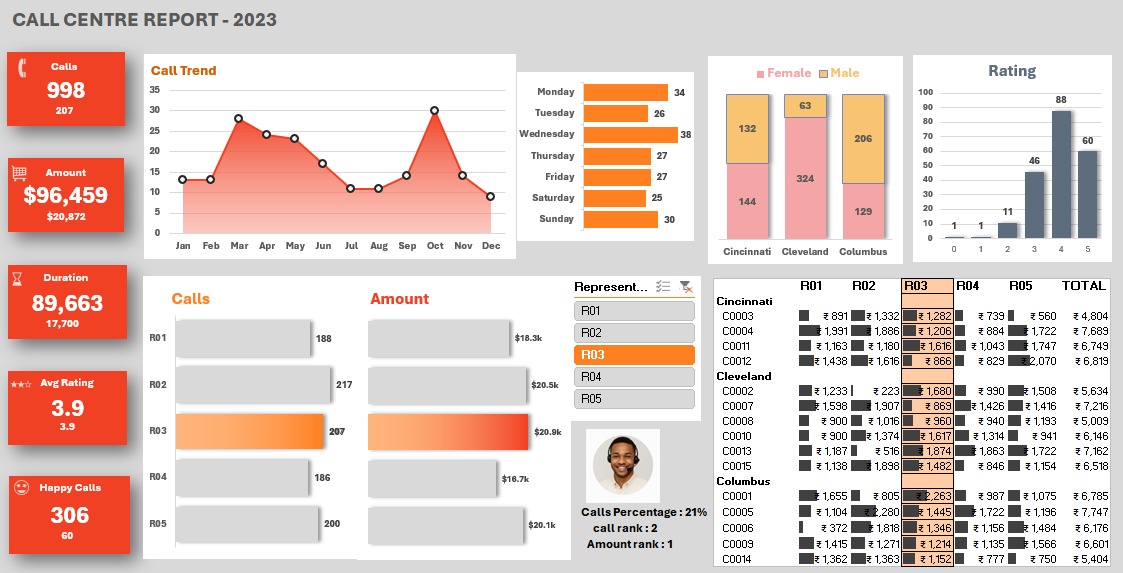 CALL CENTRE REPORT - 2023
Calls
998
207
Amount
$96,459
$20,872
Duration
89,663
17,700
Avg Rating
3.9
3.9
Happy Calls
306
60
Call Trend
35
30
25
20
15
10
5
0
Jan Feb Mar Apr May Jun Jul Aug Sep Oct Nov Dec
Monday 34
Tuesday 26
Wednesday 38
Thursday 27
Friday 27
Saturday 25
Sunday 30
Female Male
132 63 206
144 324 129
Cincinnati Cleveland Columbus
Rating
100
90
80
70
60
50
40
30
20
10
0
1 1 11 46 88 60
0 1 2 3 4 5
Calls
R01 188
R02 217
R03 207
R04 186
R05 200
Amount
$18.3k
$20.5k
$20.9k
$16.7k
$20.1k
Represent...
R01
R02
R03
R04
R05
Calls Percentage : 21%
call rank : 2
Amount rank : 1
R01 R02 R03 R04 R05 TOTAL
Cincinnati
C0003 ₹ 891 ₹ 1,332 ₹ 1,282 ₹ 739 ₹ 560 ₹ 4,804
C0004 ₹ 1,991 ₹ 1,886 ₹ 1,206 ₹ 884 ₹ 1,722 ₹ 7,689
C0011 ₹ 1,163 ₹ 1,180 ₹ 1,616 ₹ 1,043 ₹ 1,747 ₹ 6,749
C0012 ₹ 1,438 ₹ 1,616 ₹ 866 ₹ 829 ₹ 2,070 ₹ 6,819
Cleveland
C0002 ₹ 1,233 ₹ 223 ₹ 1,680 ₹ 990 ₹ 1,508 ₹ 5,634
C0007 ₹ 1,598 ₹ 1,907 ₹ 869 ₹ 1,426 ₹ 1,416 ₹ 7,216
C0008 ₹ 900 ₹ 1,016 ₹ 960 ₹ 940 ₹ 1,193 ₹ 5,009
C0010 ₹ 900 ₹ 1,374 ₹ 1,617 ₹ 1,314 ₹ 941 ₹ 6,146
C0013 ₹ 1,187 ₹ 516 ₹ 1,874 ₹ 1,863 ₹ 1,722 ₹ 7,162
C0015 ₹ 1,138 ₹ 1,898 ₹ 1,482 ₹ 846 ₹ 1,154 ₹ 6,518
Columbus
C0001 ₹ 1,655 ₹ 805 ₹ 2,263 ₹ 987 ₹ 1,075 ₹ 6,785
C0005 ₹ 1,104 ₹ 2,280 ₹ 1,445 ₹ 1,722 ₹ 1,196 ₹ 7,747
C0006 ₹ 372 ₹ 1,818 ₹ 1,346 ₹ 1,156 ₹ 1,484 ₹ 6,176
C0009 ₹ 1,415 ₹ 1,271 ₹ 1,214 ₹ 1,135 ₹ 1,566 ₹ 6,601
C0014 ₹ 1,362 ₹ 1,363 ₹ 1,152 ₹ 777 ₹ 750 ₹ 5,404